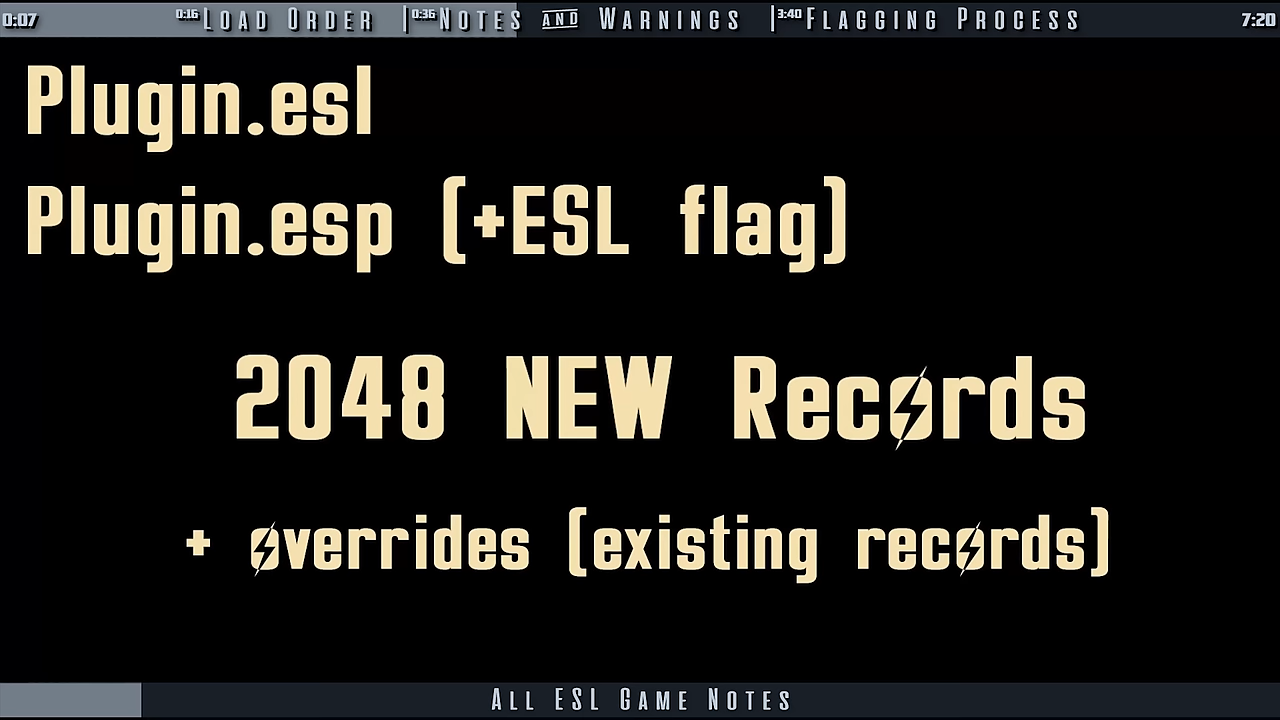 0:07 0:16 Load Order | 0:36 Notes and Warnings | 3:40 Flagging Process 7:20
Plugin.esl
Plugin.esp (+ESL flag)
2048 NEW Records
+ overrides (existing records)
All ESL Game Notes